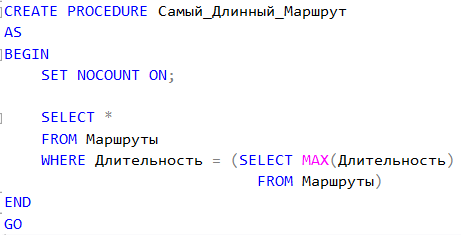 CREATE PROCEDURE Самый_Длинный_Маршрут
AS
BEGIN
    SET NOCOUNT ON;

    SELECT *
    FROM Маршруты
    WHERE Длительность = (SELECT MAX(Длительность)
                            FROM Маршруты)
END
GO